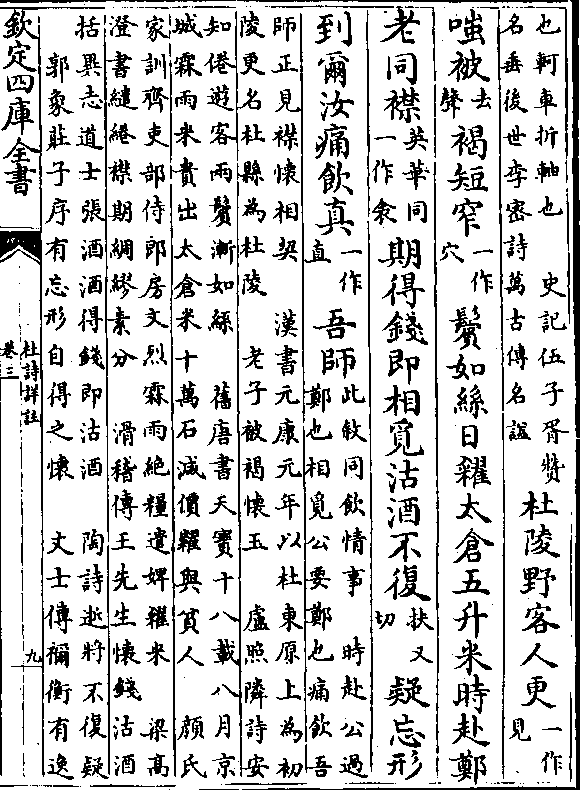 也軻車折軸也　史記伍子胥贊
名垂後世李密詩萬古傳名諡
杜陵野客人更一作見
嗤被去聲褐短窄一作穴鬢如絲日糴太倉五升米時赴鄭
老同襟英華同一作衾期得錢即相覓沽酒不復扶又切疑忘形
到爾汝痛飲真一作直吾師
此敘同飲情事　時赴公過
鄭也相覓公要鄭也痛飲吾
師正見襟懷相契　漢書元康元年以杜東原上為初
陵更名杜縣為杜陵　老子被褐懷玉　盧照隣詩安
知倦遊客兩鬢漸如絲　舊唐書天寶十八載八月京
城霖雨米貴出太倉米十萬石減價糶與貧人　顔氏
家訓齊吏部侍郎房文烈霖雨絶糧遣婢糴米　梁高
澄書繾綣襟期綢繆素分　滑稽傳王先生懷錢沽酒
括異志道士張酒酒得錢即沽酒　陶詩逝將不復疑
郭象莊子序有忘形自得之懷　文士傳禰衡有逸
欽定四庫全書
杜詩詳註
卷三
九